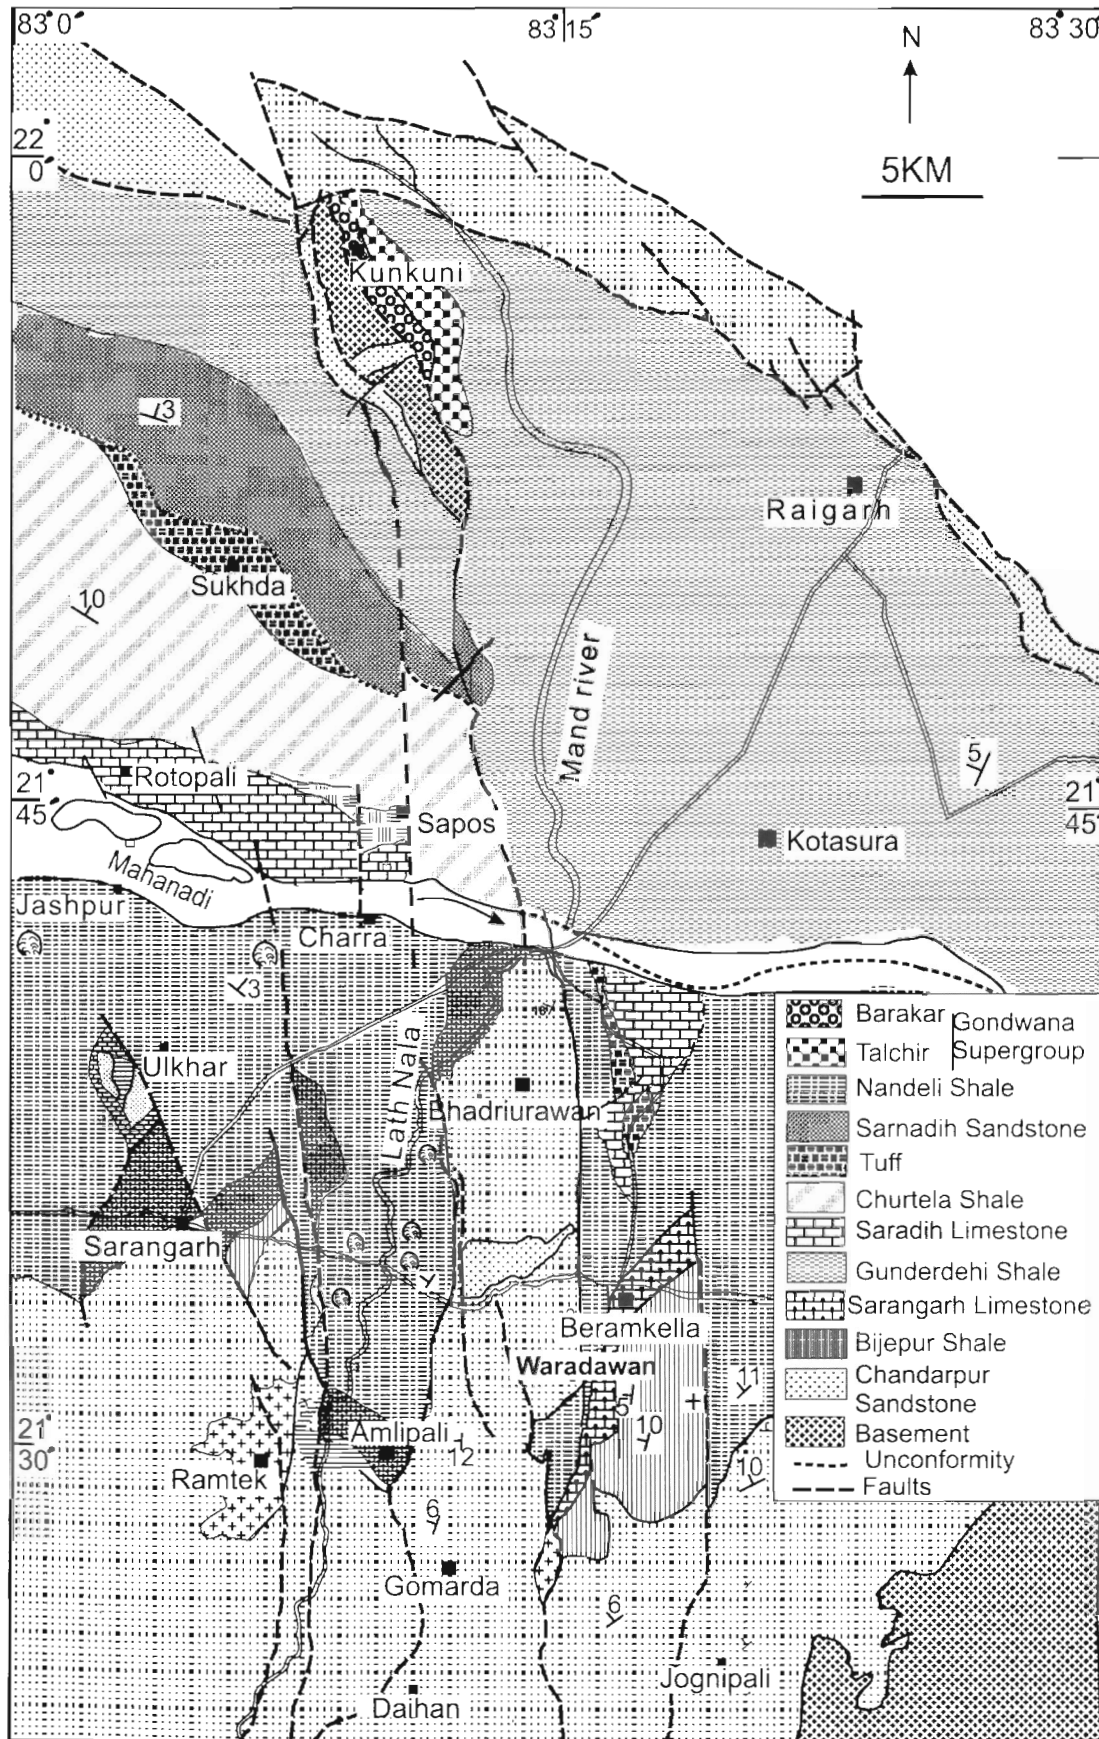 83°0´
83°15´
83°30´
N
22°
0´
5KM
Kunkuni
3
Raigarh
Sukhda
10
Mand river
5
Rotopali
21°
45´
Sapos
21°
45´
Kotasura
Mahanadi
Jashpur
Charra
3
Ulkhar
Lath Nala
Bhadriurawan
Sarangarh
Beramkella
Waradawan
11
5
10
21°
30´
Amlipali
12
10
Ramtek
6
Gomarda
6
Jognipali
Daihan
Barakar
Gondwana
Supergroup
Talchir
Nandeli Shale
Sarnadih Sandstone
Tuff
Churtela Shale
Saradih Limestone
Gunderdehi Shale
Sarangarh Limestone
Bijepur Shale
Chandarpur
Sandstone
Basement
Unconformity
Faults